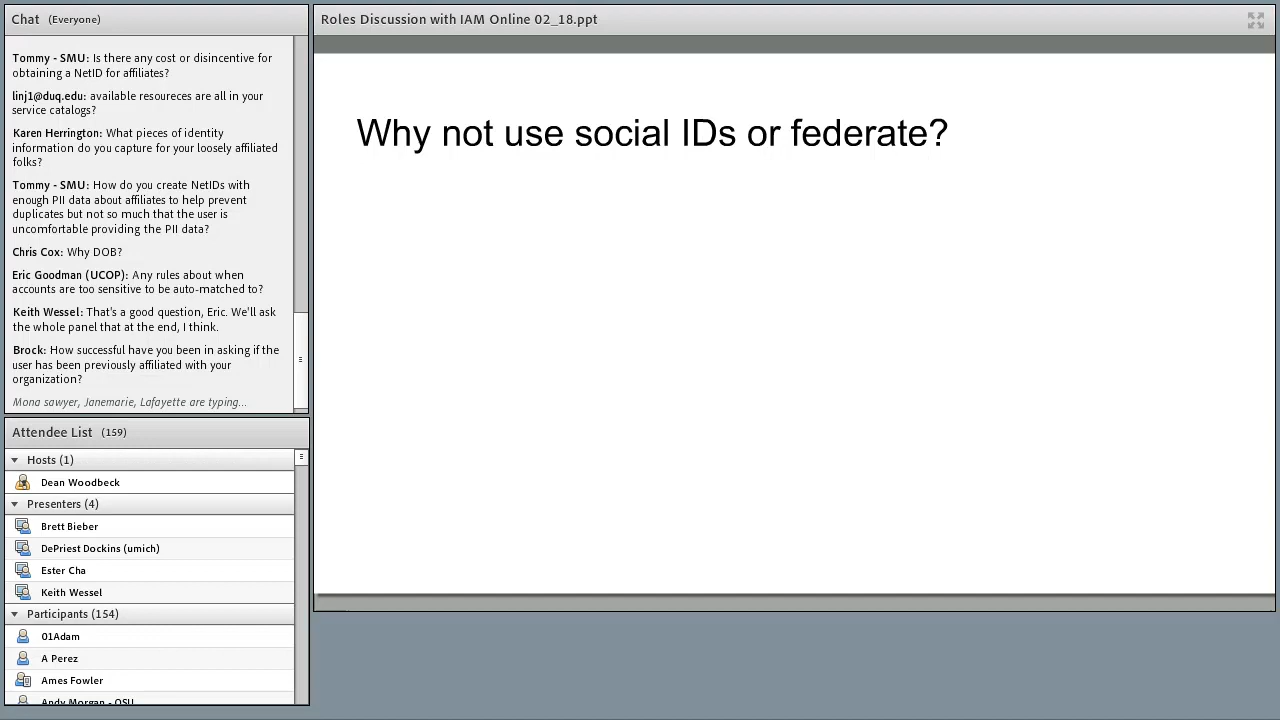 Chat (Everyone)
Tommy - SMU: Is there any cost or disincentive for
obtaining a NetID for affiliates?
linj1@duq.edu: available resoureces are all in your
service catalogs?
Karen Herrington: What pieces of identity
information do you capture for your loosely affiliated
folks?
Tommy - SMU: How do you create NetIDs with
enough PII data about affiliates to help prevent
duplicates but not so much that the user is
uncomfortable providing the PII data?
Chris Cox: Why DOB?
Eric Goodman (UCOP): Any rules about when
accounts are too sensitive to be auto-matched to?
Keith Wessel: That's a good question, Eric. We'll ask
the whole panel that at the end, I think.
Brock: How successful have you been in asking if the
user has been previously affiliated with your
organization?
Mona sawyer, Janemarie, Lafayette are typing...
Attendee List (159)
Hosts (1)
Dean Woodbeck
Presenters (4)
Brett Bieber
DePriest Dockins (umich)
Ester Cha
Keith Wessel
Participants (154)
01Adam
A Perez
Ames Fowler
Andy Morgan - OSU
Roles Discussion with IAM Online 02_18.ppt
Why not use social IDs or federate?